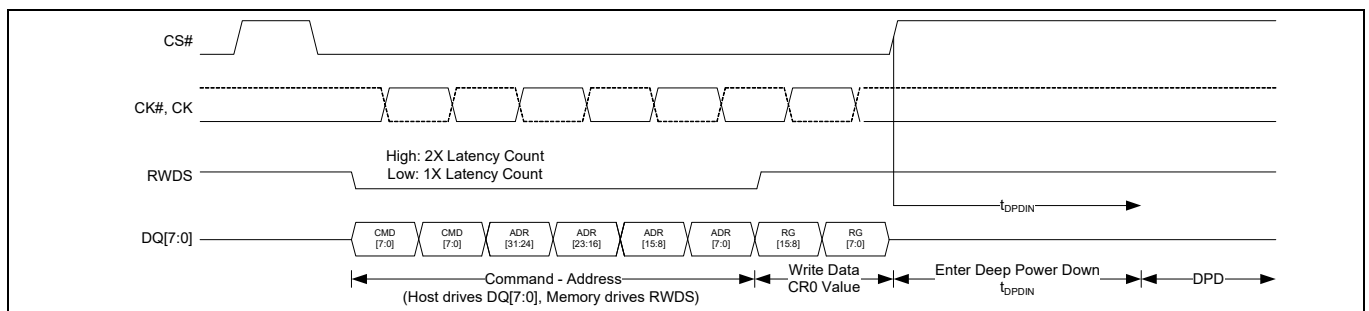 CS#
CK#, CK
High: 2X Latency Count
Low: 1X Latency Count
RWDS
tDPDIN
DQ[7:0]
CMD [7:0]
CMD [7:0]
ADR [31:24]
ADR [23:16]
ADR [15:8]
ADR [7:0]
RG [15:8]
RG [7:0]
Command - Address
(Host drives DQ[7:0], Memory drives RWDS)
Write Data
CR0 Value
Enter Deep Power Down
tDPDIN
DPD